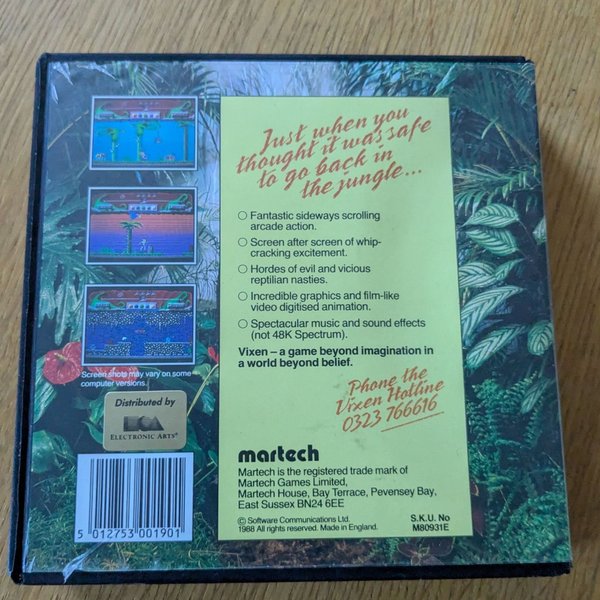 Just when you
thought it was safe
to go back in
the jungle...
Fantastic sideways scrolling
arcade action.
Screen after screen of whip-
cracking excitement.
Hordes of evil and vicious
reptilian nasties.
Incredible graphics and film-like
video digitised animation.
Spectacular music and sound effects
(not 48K Spectrum).
Vixen – a game beyond imagination in
a world beyond belief.
Phone the
Vixen Hotline
0323 766616
Screen shots may vary on some
computer versions.
Distributed by
ELECTRONIC ARTS®
5 012753 001901
martech
Martech is the registered trade mark of
Martech Games Limited,
Martech House, Bay Terrace, Pevensey Bay,
East Sussex BN24 6EE
© Software Communications Ltd.
1988 All rights reserved. Made in England.
S.K.U. No
M80931E